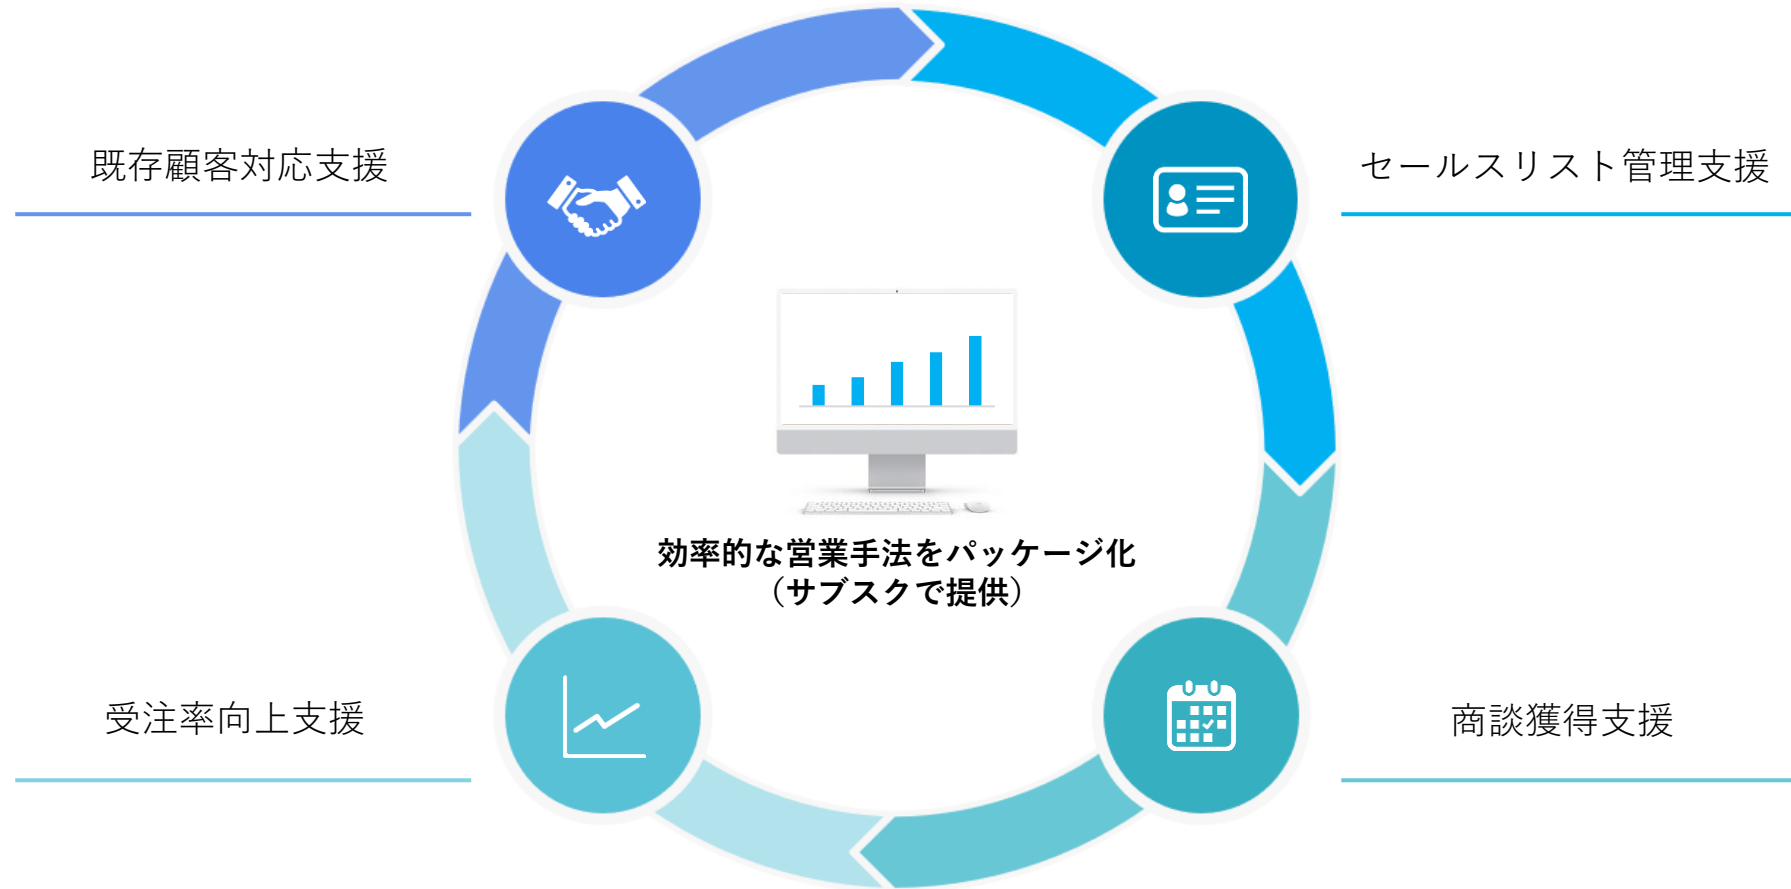 既存顧客対応支援
セールスリスト管理支援
効率的な営業手法をパッケージ化
（サブスクで提供）
受注率向上支援
商談獲得支援